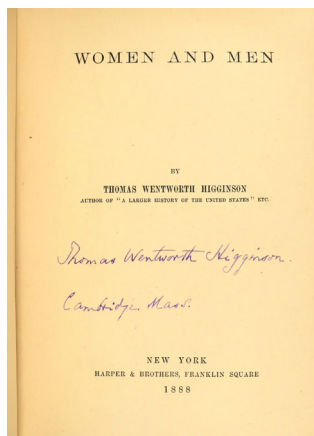 WOMEN AND MEN
BY
THOMAS WENTWORTH HIGGINSON
AUTHOR OF "A LARGER HISTORY OF THE UNITED STATES" ETC.
Thomas Wentworth Higginson.
Cambridge, Mass.
NEW YORK
HARPER & BROTHERS, FRANKLIN SQUARE
1888